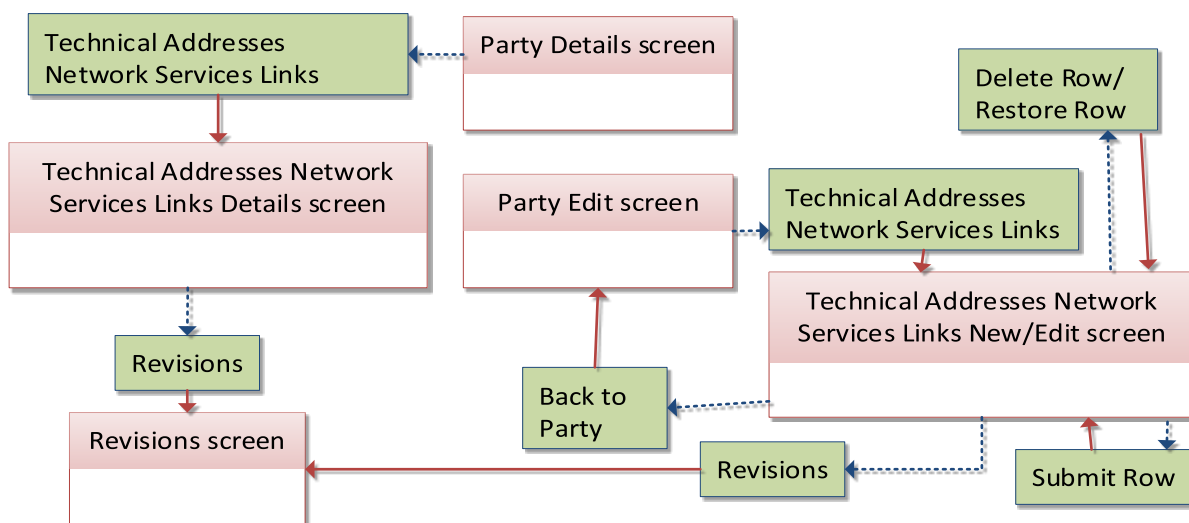 Technical Addresses
Network Services Links
Party Details screen
Delete Row/
Restore Row
Technical Addresses Network
Services Links Details screen
Party Edit screen
Technical Addresses
Network Services Links
Technical Addresses Network
Services Links New/Edit screen
Revisions
Back to
Party
Revisions screen
Revisions
Submit Row